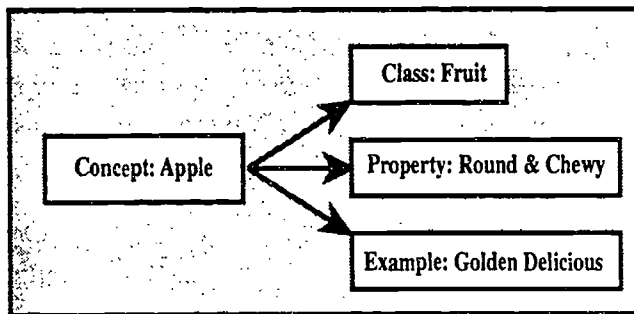 Class: Fruit
Concept: Apple
Property: Round & Chewy
Example: Golden Delicious